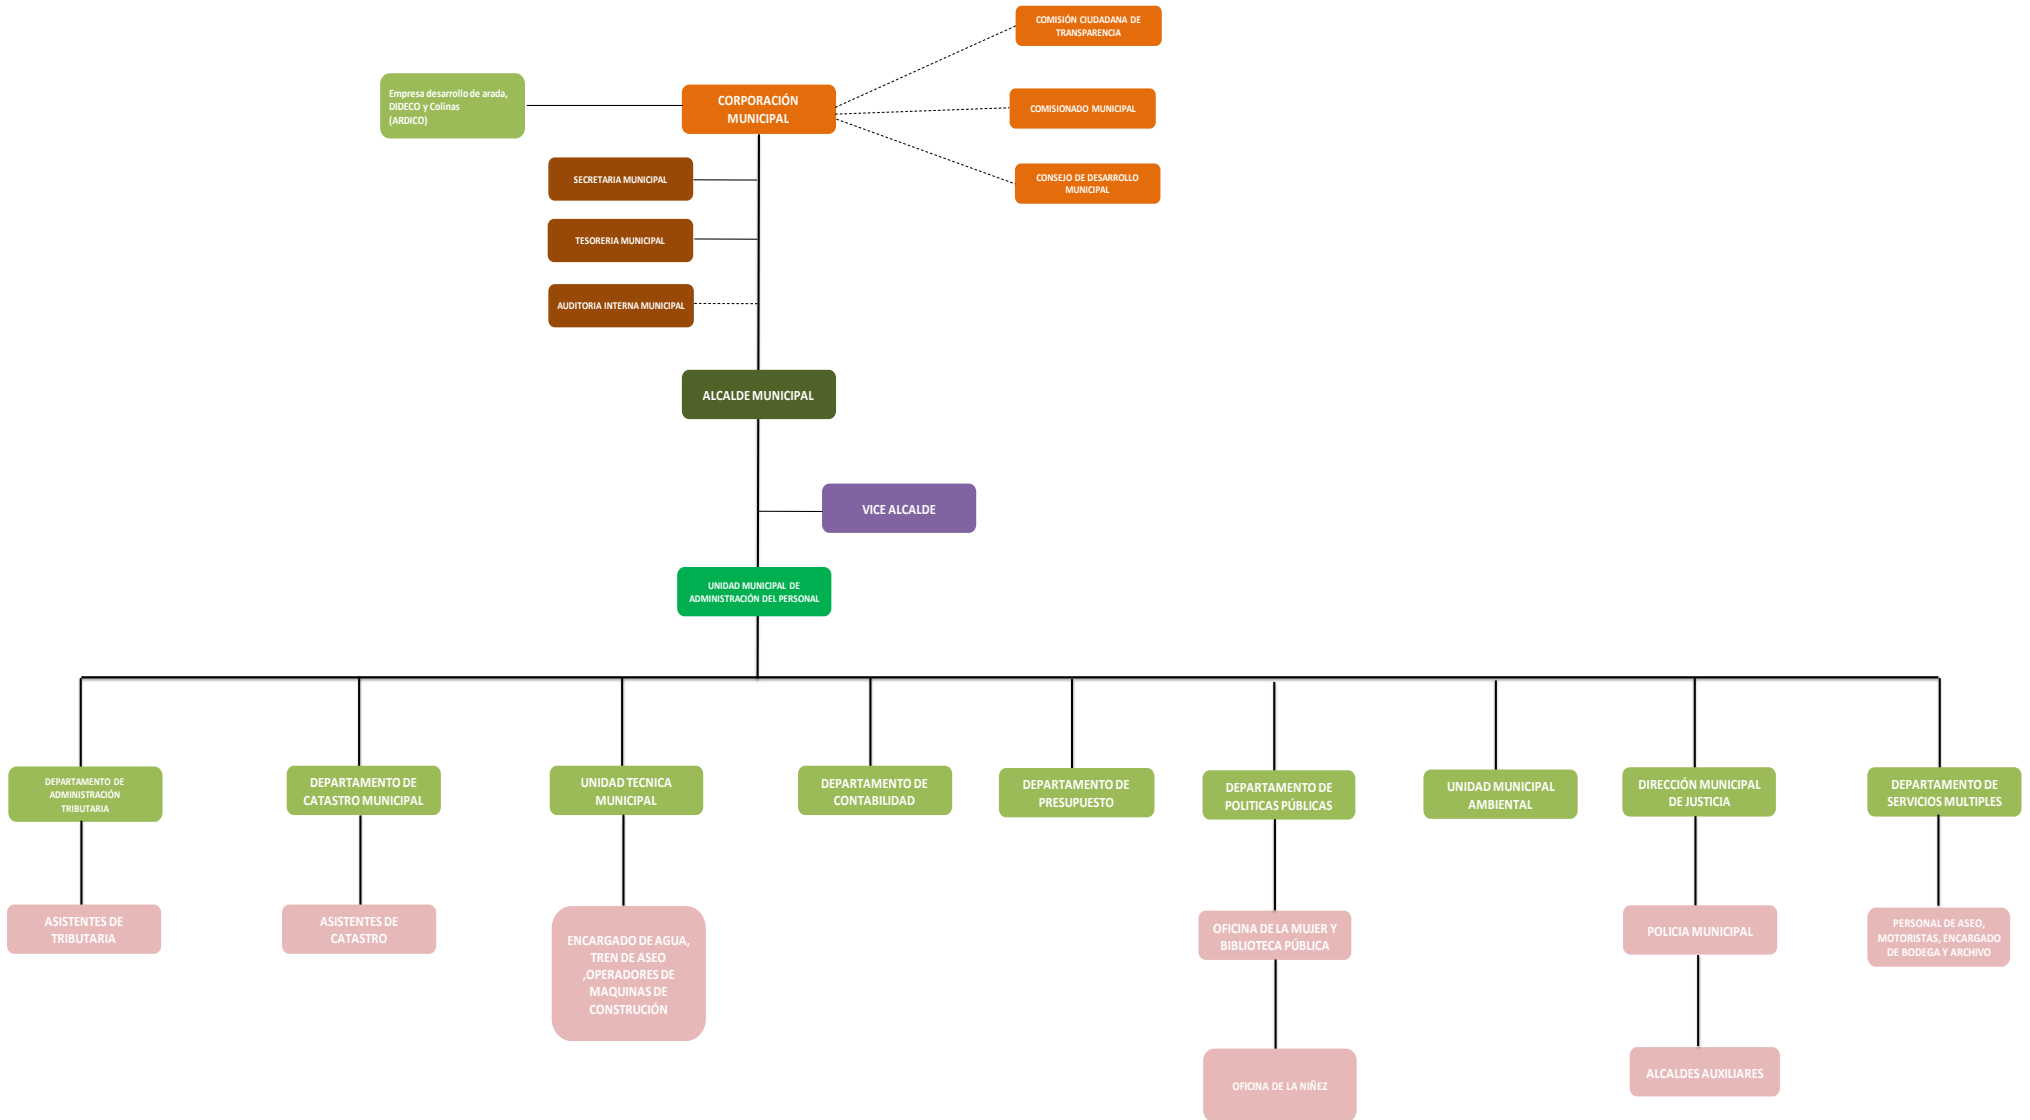 COMISIÓN CIUDADANA DE
TRANSPARENCIA
Empresa desarrollo de arada,
DIDECO y Colinas
(ARDICO)
CORPORACIÓN
MUNICIPAL
COMISIONADO MUNICIPAL
SECRETARIA MUNICIPAL
CONSEJO DE DESARROLLO
MUNICIPAL
TESORERIA MUNICIPAL
AUDITORIA INTERNA MUNICIPAL
ALCALDE MUNICIPAL
VICE ALCALDE
UNIDAD MUNICIPAL DE
ADMINISTRACIÓN DEL PERSONAL
DEPARTAMENTO DE
ADMINISTRACIÓN
TRIBUTARIA
DEPARTAMENTO DE
CATASTRO MUNICIPAL
UNIDAD TECNICA
MUNICIPAL
DEPARTAMENTO DE
CONTABILIDAD
DEPARTAMENTO DE
PRESUPUESTO
DEPARTAMENTO DE
POLITICAS PÚBLICAS
UNIDAD MUNICIPAL
AMBIENTAL
DIRECCIÓN MUNICIPAL
DE JUSTICIA
DEPARTAMENTO DE
SERVICIOS MULTIPLES
ASISTENTES DE
TRIBUTARIA
ASISTENTES DE
CATASTRO
ENCARGADO DE AGUA,
TREN DE ASEO
,OPERADORES DE
MAQUINAS DE
CONSTRUCIÓN
OFICINA DE LA MUJER Y
BIBLIOTECA PÚBLICA
POLICIA MUNICIPAL
PERSONAL DE ASEO,
MOTORISTAS, ENCARGADO
DE BODEGA Y ARCHIVO
OFICINA DE LA NIÑEZ
ALCALDES AUXILIARES